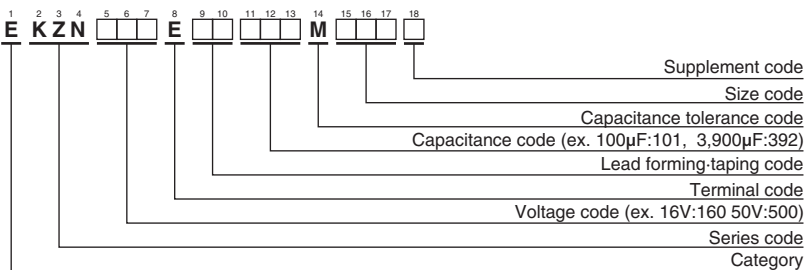 1 2 3 4 5 6 7 8 9 10 11 12 13 14 15 16 17 18
E KZN E M
Supplement code
Size code
Capacitance tolerance code
Capacitance code (ex. 100µF:101, 3,900µF:392)
Lead forming·taping code
Terminal code
Voltage code (ex. 16V:160 50V:500)
Series code
Category